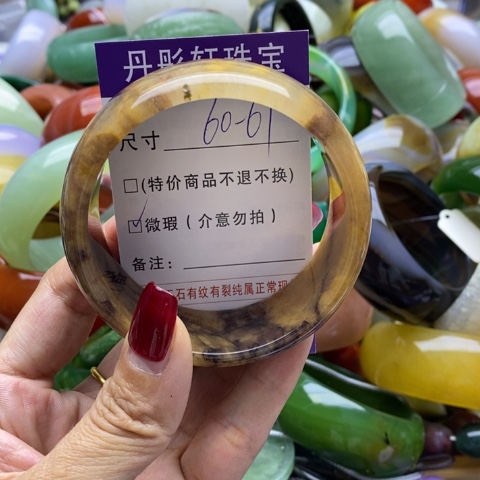 丹彤轩珠宝
尺寸 60-61
□(特价商品不退不换)
☑微瑕（介意勿拍）
备注：
石有纹有裂纯属正常现